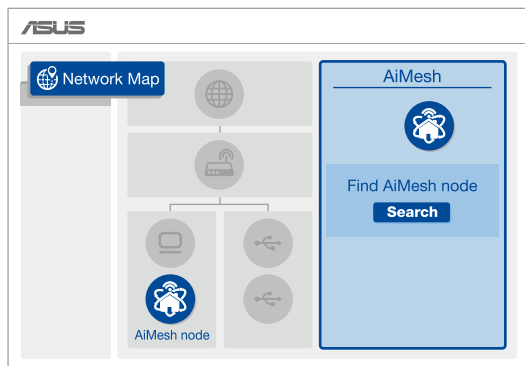 ASUS
Network Map
AiMesh
Find AiMesh node
Search
AiMesh node